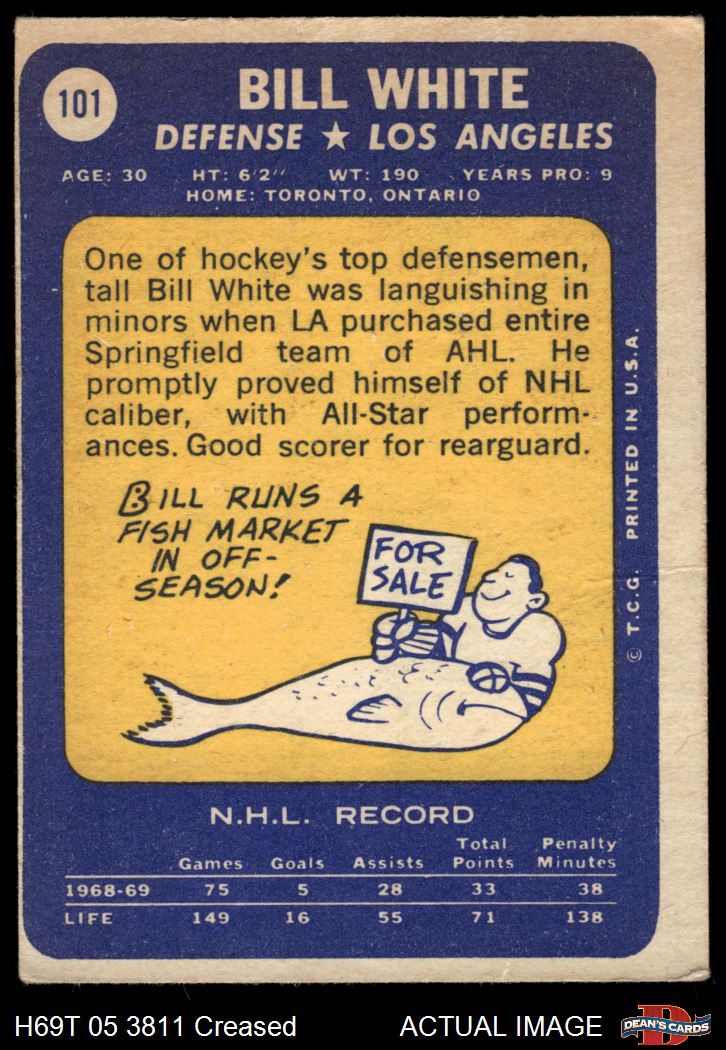 101
BILL WHITE
DEFENSE ★ LOS ANGELES
AGE: 30 HT: 6'2" WT: 190 YEARS PRO: 9
HOME: TORONTO, ONTARIO
One of hockey's top defensemen,
tall Bill White was languishing in
minors when LA purchased entire
Springfield team of AHL. He
promptly proved himself of NHL
caliber, with All-Star perform-
ances. Good scorer for rearguard.
BILL RUNS A
FISH MARKET
IN OFF-
SEASON!
FOR
SALE
© T.C.G. PRINTED IN U.S.A.
N.H.L. RECORD
Games Goals Assists Total Points Penalty Minutes
1968-69 75 5 28 33 38
LIFE 149 16 55 71 138
H69T 05 3811 Creased ACTUAL IMAGE
D
DEAN'S CARDS